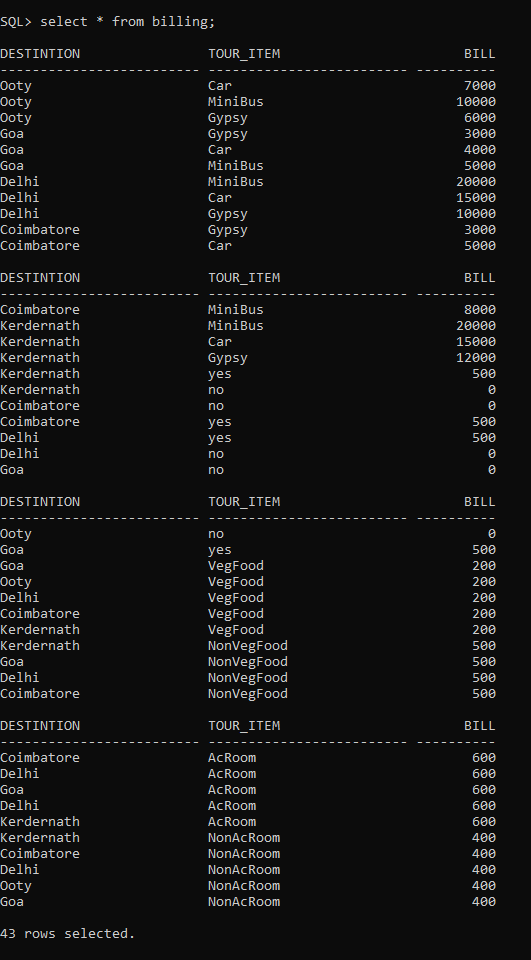 SQL> select * from billing;
DESTINTION TOUR_ITEM BILL
------------------------- ------------------------- ----------
Ooty Car 7000
Ooty MiniBus 10000
Ooty Gypsy 6000
Goa Gypsy 3000
Goa Car 4000
Goa MiniBus 5000
Delhi MiniBus 20000
Delhi Car 15000
Delhi Gypsy 10000
Coimbatore Gypsy 3000
Coimbatore Car 5000
DESTINTION TOUR_ITEM BILL
------------------------- ------------------------- ----------
Coimbatore MiniBus 8000
Kerdernath MiniBus 20000
Kerdernath Car 15000
Kerdernath Gypsy 12000
Kerdernath yes 500
Kerdernath no 0
Coimbatore no 0
Coimbatore yes 500
Delhi yes 500
Delhi no 0
Goa no 0
DESTINTION TOUR_ITEM BILL
------------------------- ------------------------- ----------
Ooty no 0
Goa yes 500
Goa VegFood 200
Ooty VegFood 200
Delhi VegFood 200
Coimbatore VegFood 200
Kerdernath VegFood 200
Kerdernath NonVegFood 500
Goa NonVegFood 500
Delhi NonVegFood 500
Coimbatore NonVegFood 500
DESTINTION TOUR_ITEM BILL
------------------------- ------------------------- ----------
Coimbatore AcRoom 600
Delhi AcRoom 600
Goa AcRoom 600
Delhi AcRoom 600
Kerdernath AcRoom 600
Kerdernath NonAcRoom 400
Coimbatore NonAcRoom 400
Delhi NonAcRoom 400
Ooty NonAcRoom 400
Goa NonAcRoom 400
43 rows selected.